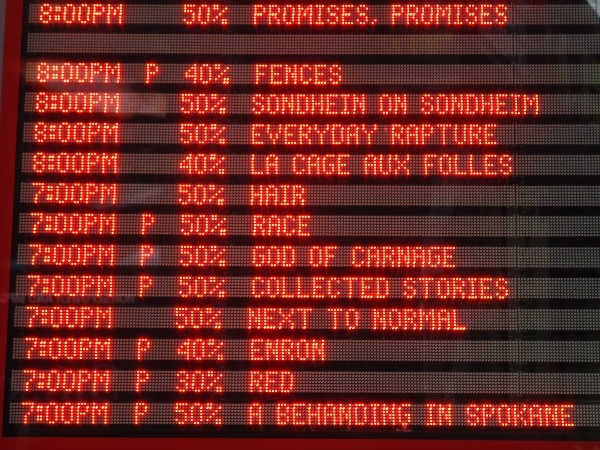 8:00PM 50% PROMISES, PROMISES
8:00PM P 40% FENCES
8:00PM 50% SONDHEIN ON SONDHEIM
8:00PM 50% EVERYDAY RAPTURE
8:00PM 40% LA CAGE AUX FOLLES
7:00PM 50% HAIR
7:00PM P 50% RACE
7:00PM P 50% GOD OF CARNAGE
7:00PM P 50% COLLECTED STORIES
7:00PM 50% NEXT TO NORMAL
7:00PM P 40% ENRON
7:00PM P 30% RED
7:00PM P 50% A BEHANDING IN SPOKANE